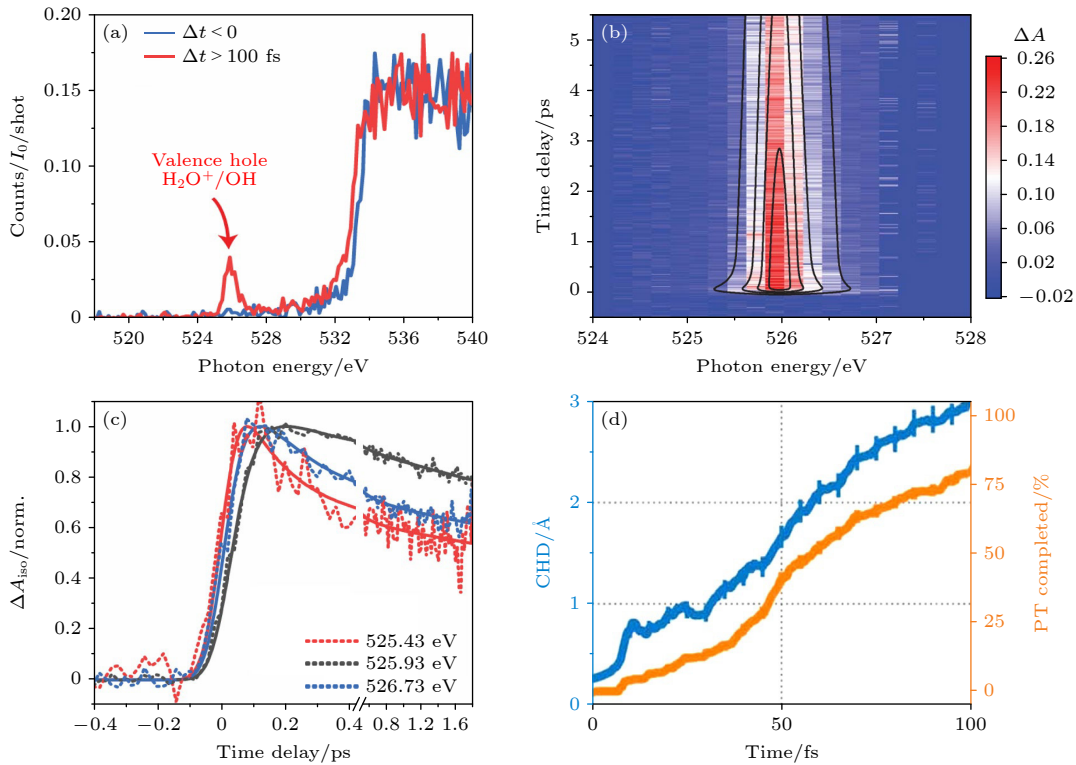 (a)
Δt < 0
Δt > 100 fs
Valence hole
H₂O⁺/OH
Counts/I₀/shot
0.20
0.15
0.10
0.05
0
520 524 528 532 536 540
Photon energy/eV
(b)
Time delay/ps
5
4
3
2
1
0
524 525 526 527 528
Photon energy/eV
ΔA
0.26
0.22
0.18
0.14
0.10
0.06
0.02
−0.02
(c)
ΔA_iso/norm.
1.0
0.8
0.6
0.4
0.2
0
525.43 eV
525.93 eV
526.73 eV
−0.4 −0.2 0 0.2 0.4 0.8 1.2 1.6
Time delay/ps
(d)
CHD/Å
3
2
1
0
PT completed/%
100
75
50
25
0
0 50 100
Time/fs